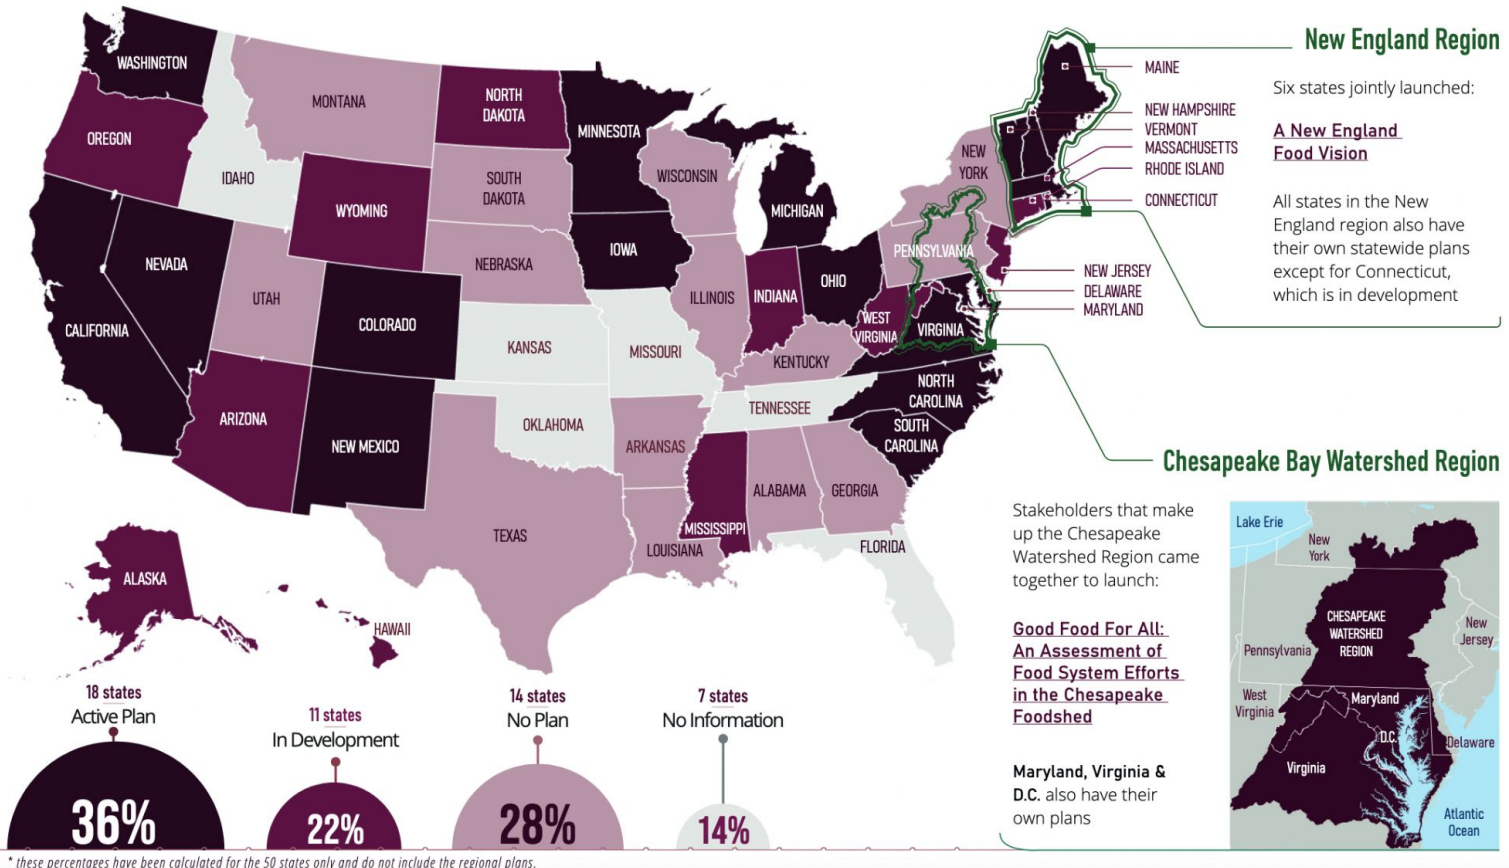 WASHINGTON
OREGON
IDAHO
MONTANA
NORTH
DAKOTA
MINNESOTA
WYOMING
SOUTH
DAKOTA
WISCONSIN
MICHIGAN
NEVADA
UTAH
NEBRASKA
IOWA
ILLINOIS
INDIANA
OHIO
NEW
YORK
PENNSYLVANIA
CALIFORNIA
COLORADO
KANSAS
MISSOURI
KENTUCKY
WEST
VIRGINIA
VIRGINIA
ARIZONA
NEW MEXICO
OKLAHOMA
ARKANSAS
TENNESSEE
NORTH
CAROLINA
SOUTH
CAROLINA
TEXAS
LOUISIANA
MISSISSIPPI
ALABAMA
GEORGIA
FLORIDA
ALASKA
HAWAII
MAINE
NEW HAMPSHIRE
VERMONT
MASSACHUSETTS
RHODE ISLAND
CONNECTICUT
NEW JERSEY
DELAWARE
MARYLAND
New England Region
Six states jointly launched:
A New England
Food Vision
All states in the New
England region also have
their own statewide plans
except for Connecticut,
which is in development
Chesapeake Bay Watershed Region
Stakeholders that make
up the Chesapeake
Watershed Region came
together to launch:
Good Food For All:
An Assessment of
Food System Efforts
in the Chesapeake
Foodshed
Maryland, Virginia &
D.C. also have their
own plans
Lake Erie
New
York
CHESAPEAKE
WATERSHED
REGION
Pennsylvania
New
Jersey
West
Virginia
Maryland
D.C.
Delaware
Virginia
Atlantic
Ocean
18 states
Active Plan
36%
11 states
In Development
22%
14 states
No Plan
28%
7 states
No Information
14%
* these percentages have been calculated for the 50 states only and do not include the regional plans.